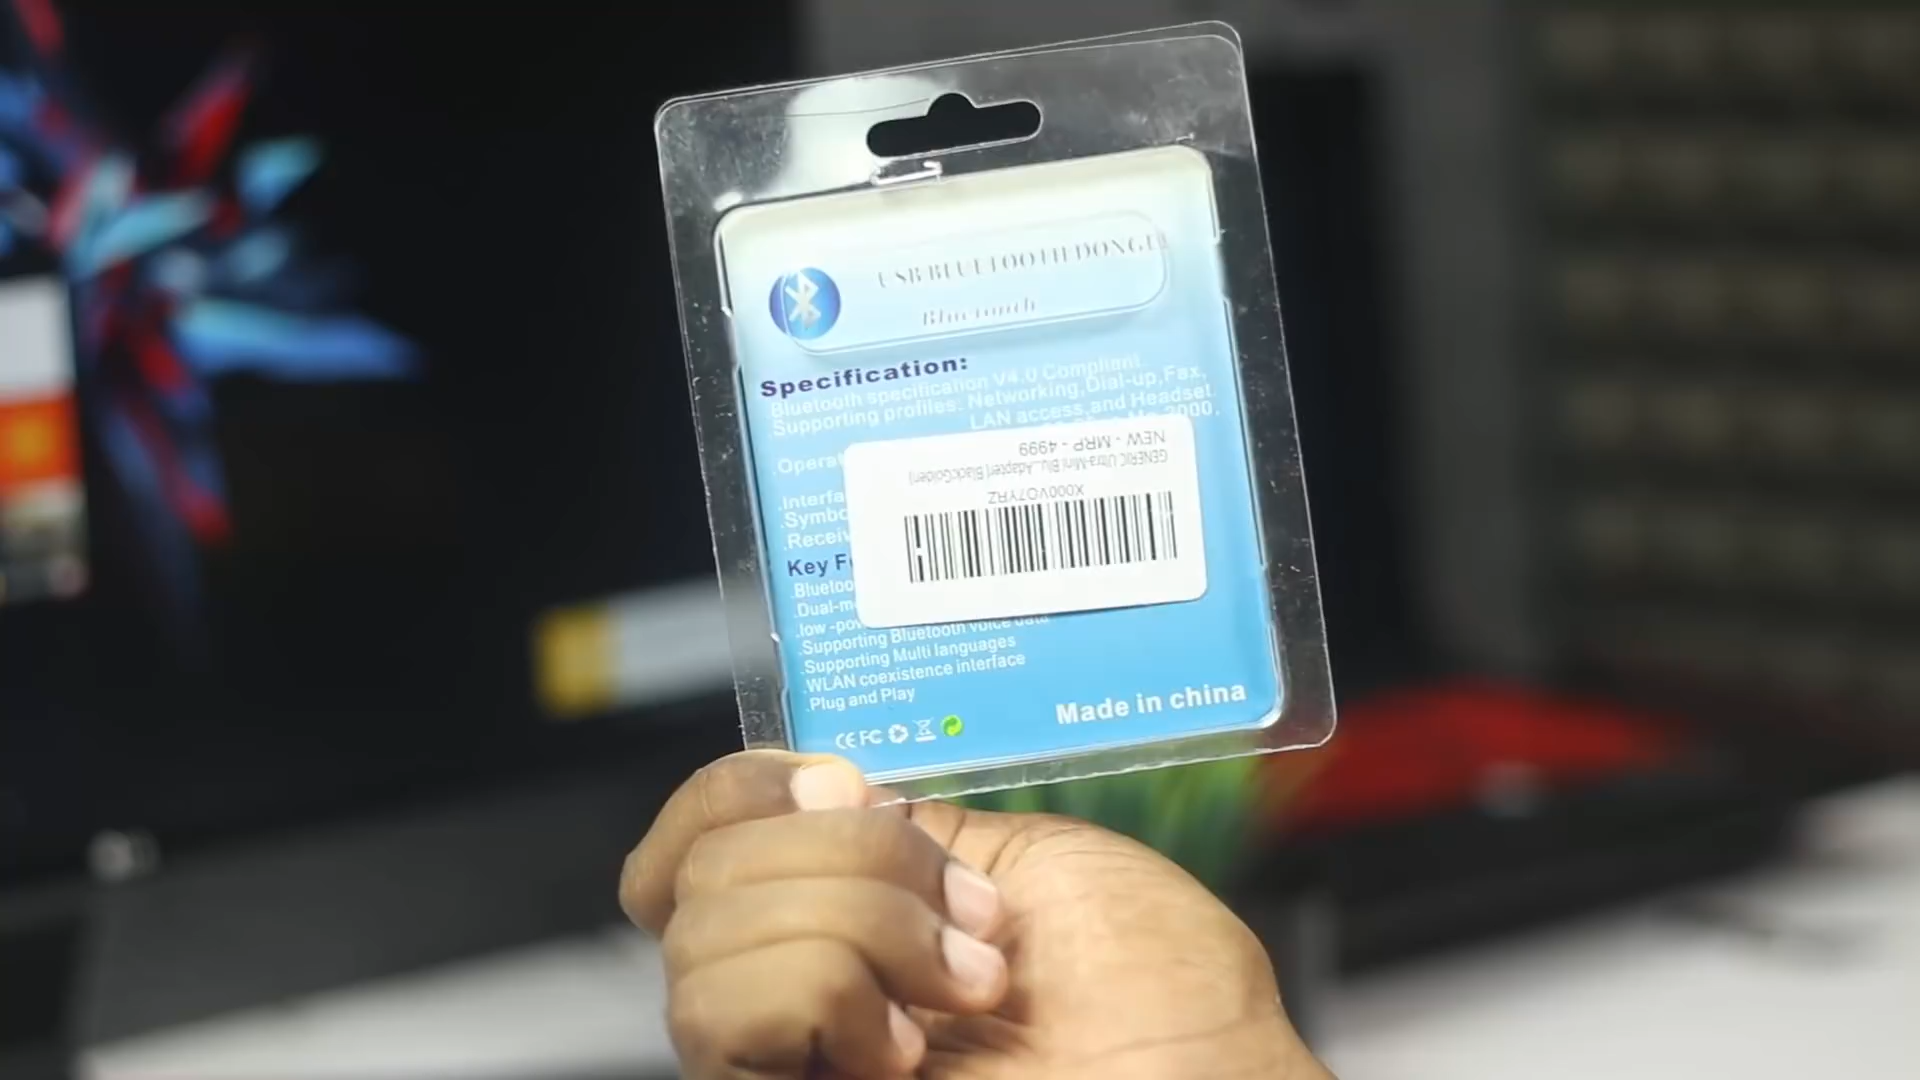 USB BLUETOOTH DONGLE
Bluetooth
Specification:
Bluetooth specification V4.0 Compliant.
.Supporting profiles: Networking,Dial-up,Fax,
LAN access,and Headset.
2000,
.Operat
.Interfa
.Symbo
.Receiv
Key F
.Bluetoo
.Dual-m
.low -pow
.Supporting Bluetooth voice data
.Supporting Multi languages
.WLAN coexistence interface
.Plug and Play
CE FC
Made in china
X000VO7YRZ
GENERIC Ultra-Mini Blu...Adapter( Black:Golden)
NEW - MRP - 4999